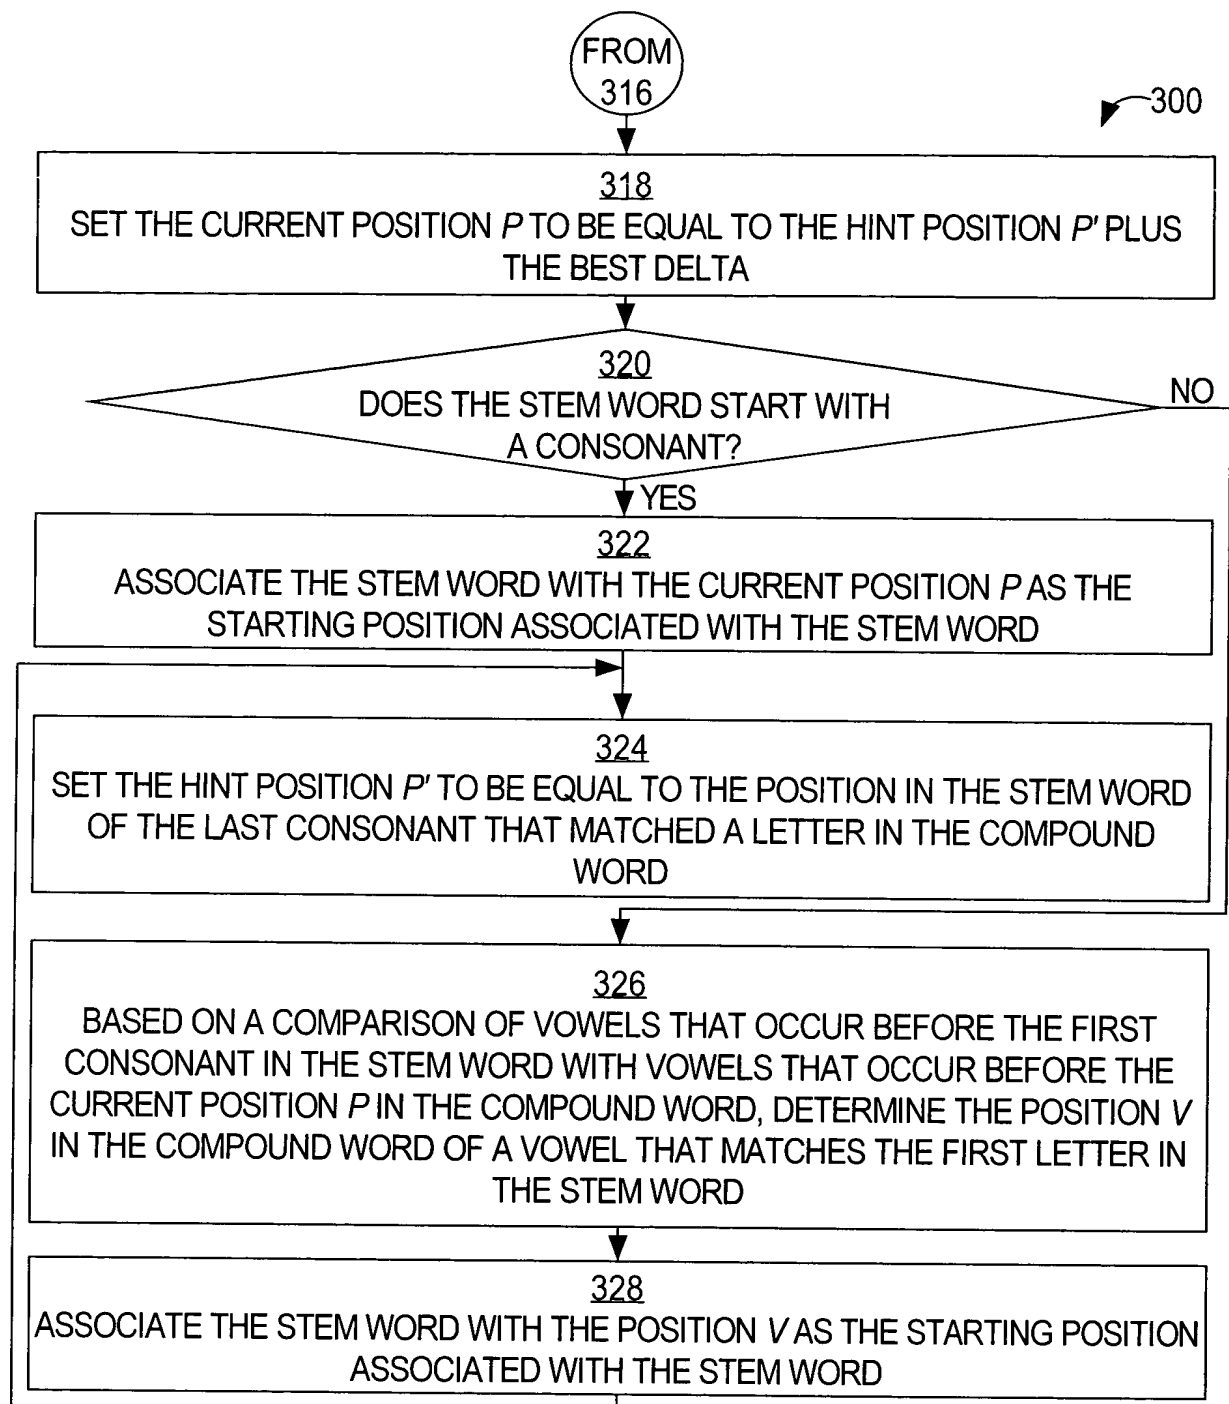 FROM
316
300
318
SET THE CURRENT POSITION P TO BE EQUAL TO THE HINT POSITION P' PLUS
THE BEST DELTA
320
DOES THE STEM WORD START WITH
A CONSONANT?
NO
YES
322
ASSOCIATE THE STEM WORD WITH THE CURRENT POSITION P AS THE
STARTING POSITION ASSOCIATED WITH THE STEM WORD
324
SET THE HINT POSITION P' TO BE EQUAL TO THE POSITION IN THE STEM WORD
OF THE LAST CONSONANT THAT MATCHED A LETTER IN THE COMPOUND
WORD
326
BASED ON A COMPARISON OF VOWELS THAT OCCUR BEFORE THE FIRST
CONSONANT IN THE STEM WORD WITH VOWELS THAT OCCUR BEFORE THE
CURRENT POSITION P IN THE COMPOUND WORD, DETERMINE THE POSITION V
IN THE COMPOUND WORD OF A VOWEL THAT MATCHES THE FIRST LETTER IN
THE STEM WORD
328
ASSOCIATE THE STEM WORD WITH THE POSITION V AS THE STARTING POSITION
ASSOCIATED WITH THE STEM WORD